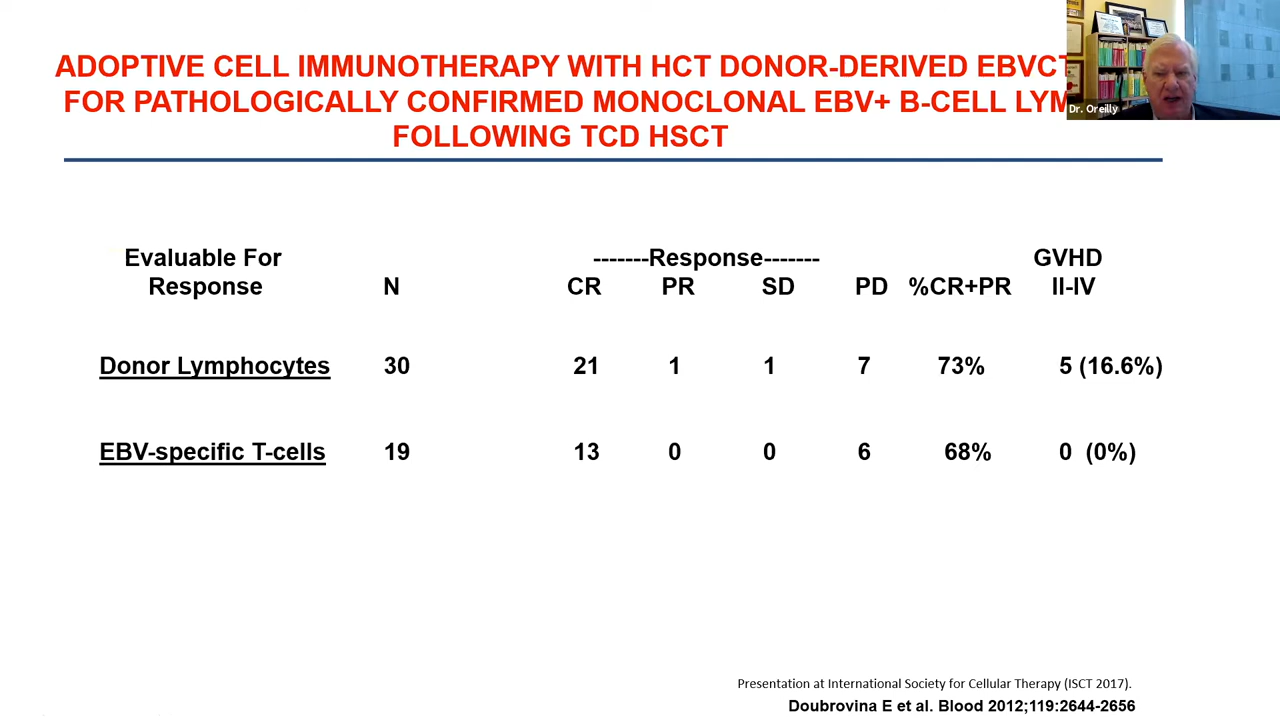 ADOPTIVE CELL IMMUNOTHERAPY WITH HCT DONOR-DERIVED
FOR PATHOLOGICALLY CONFIRMED MONOCLONAL EBV+ B-CELL
FOLLOWING TCD HSCT
Dr. Oreilly
Evaluable For -------Response------- GVHD
Response N CR PR SD PD %CR+PR II-IV
Donor Lymphocytes 30 21 1 1 7 73% 5 (16.6%)
EBV-specific T-cells 19 13 0 0 6 68% 0 (0%)
Presentation at International Society for Cellular Therapy (ISCT 2017).
Doubrovina E et al. Blood 2012;119:2644-2656